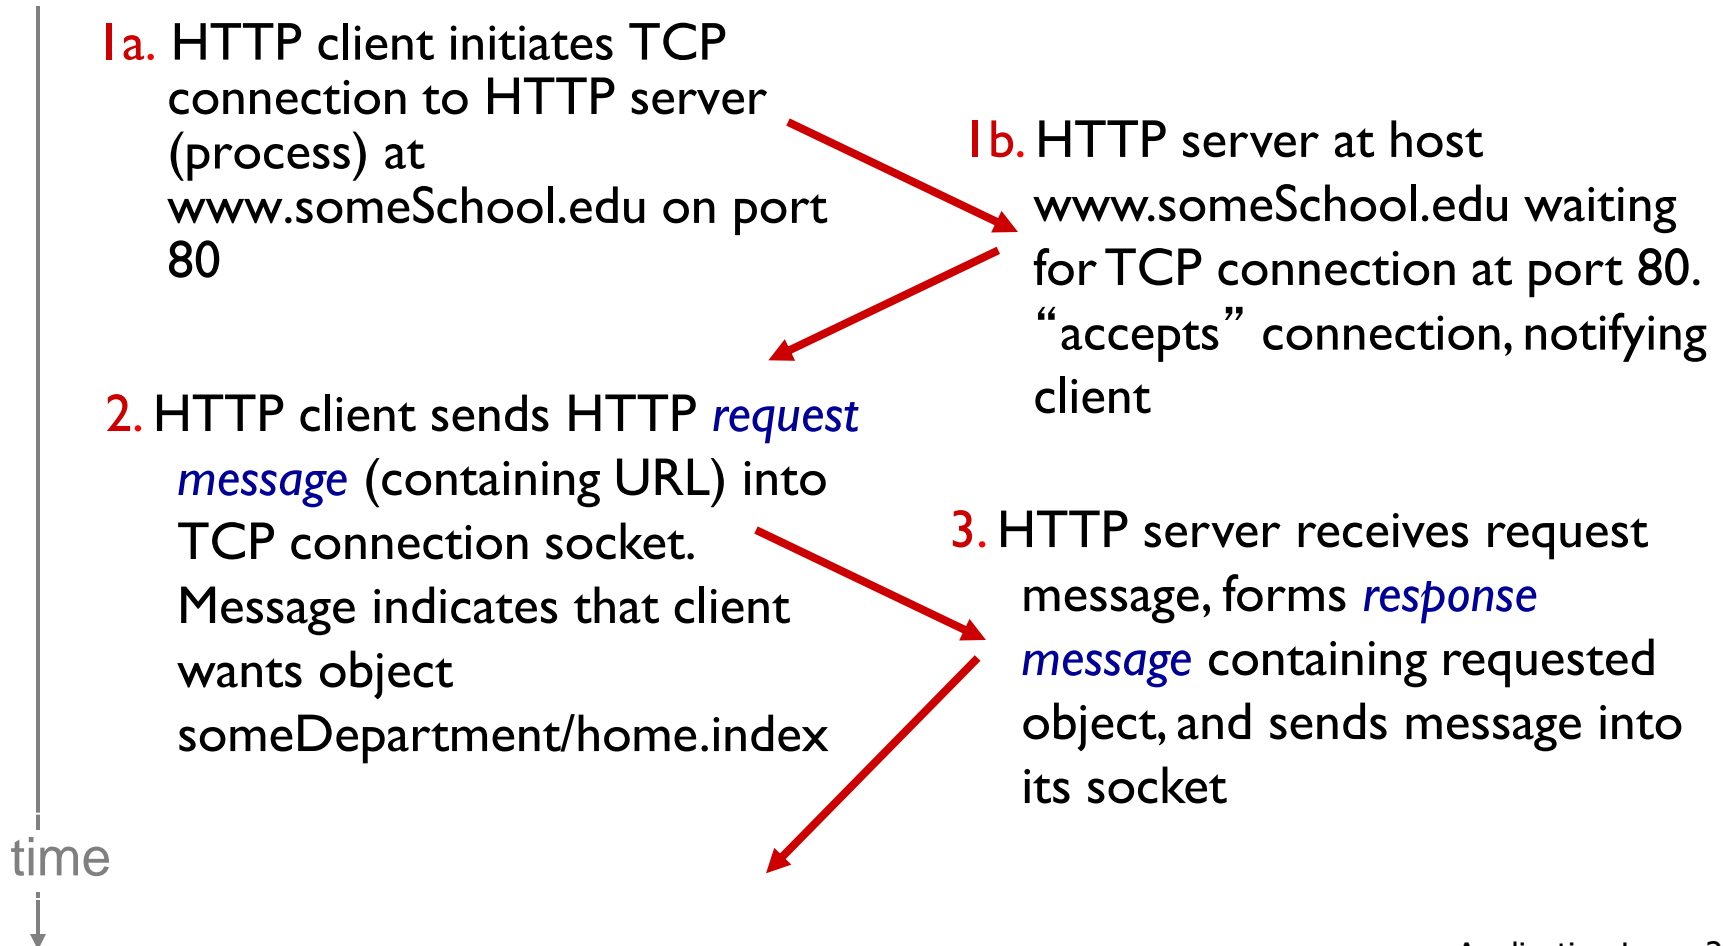 1a. HTTP client initiates TCP
connection to HTTP server
(process) at
www.someSchool.edu on port
80
1b. HTTP server at host
www.someSchool.edu waiting
for TCP connection at port 80.
“accepts” connection, notifying
client
2. HTTP client sends HTTP request
message (containing URL) into
TCP connection socket.
Message indicates that client
wants object
someDepartment/home.index
3. HTTP server receives request
message, forms response
message containing requested
object, and sends message into
its socket
time